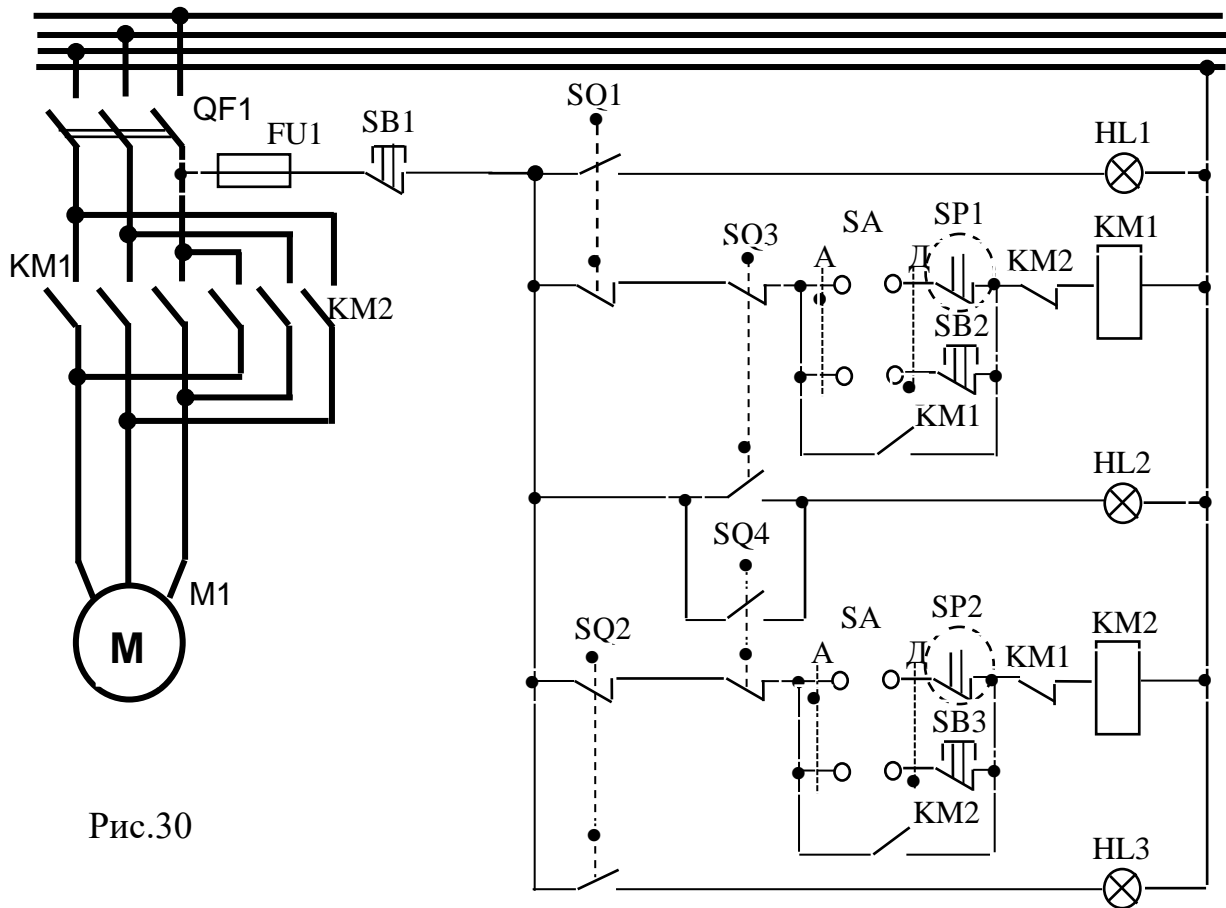 QF1
FU1
SB1
SQ1
HL1
KM1
KM2
SQ3
SA
А
Д
SP1
KM2
KM1
SB2
KM1
HL2
SQ4
M1
М
SQ2
SA
А
Д
SP2
KM1
KM2
SB3
KM2
HL3
Рис.30